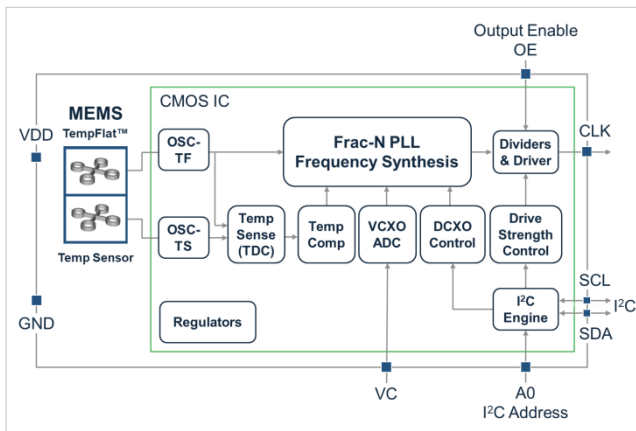 Output Enable
OE
CMOS IC
MEMS
TempFlat™
VDD
CLK
OSC-
TF
Frac-N PLL
Frequency Synthesis
Dividers
& Driver
OSC-
TS
Temp
Sense
(TDC)
Temp
Comp
VCXO
ADC
DCXO
Control
Drive
Strength
Control
Temp Sensor
SCL
I²C
SDA
I²C
Engine
GND
Regulators
VC
A0
I²C Address